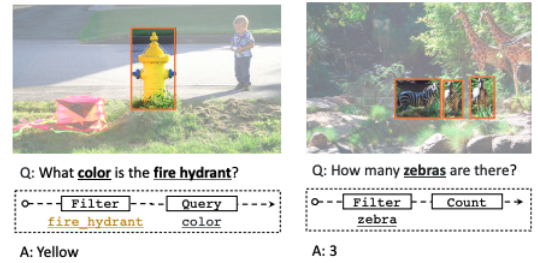 Q: What color is the fire hydrant?
Filter
Query
fire_hydrant
color
A: Yellow
Q: How many zebras are there?
Filter
Count
zebra
A: 3